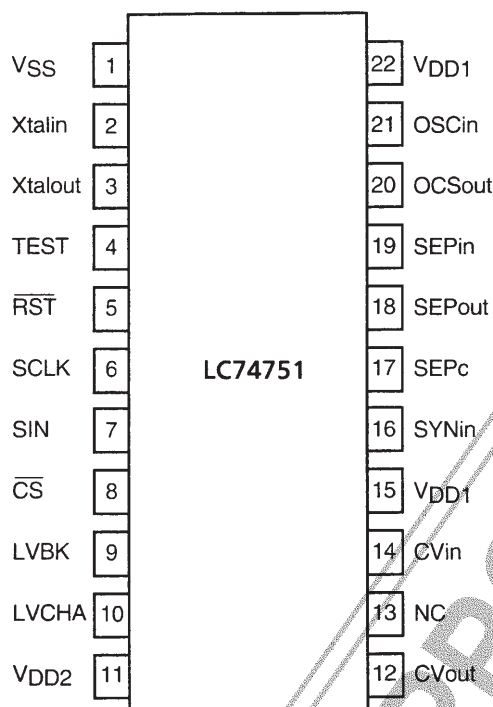 VSS 1 22 VDD1
Xtalin 2 21 OSCin
Xtalout 3 20 OCSout
TEST 4 19 SEPin
RST 5 18 SEPout
SCLK 6 LC74751 17 SEPc
SIN 7 16 SYNin
CS 8 15 VDD1
LVBK 9 14 CVin
LVCHA 10 13 NC
VDD2 11 12 CVout